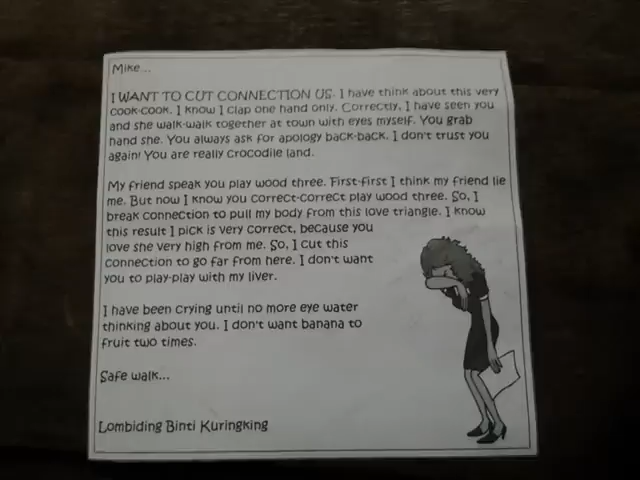 Mike...
I WANT TO CUT CONNECTION US. I have think about this very
cook-cook. I know I clap one hand only. Correctly, I have seen you
and she walk-walk together at town with eyes myself. You grab
hand she. You always ask for apology back-back. I don't trust you
again! You are really crocodile land.
My friend speak you play wood three. First-first I think my friend lie
me. But now I know you correct-correct play wood three. So, I
break connection to pull my body from this love triangle. I know
this result I pick is very correct, because you
love she very high from me. So, I cut this
connection to go far from here. I don't want
you to play-play with my liver.
I have been crying until no more eye water
thinking about you. I don't want banana to
fruit two times.
Safe walk...
Lombiding Binti Kuringking